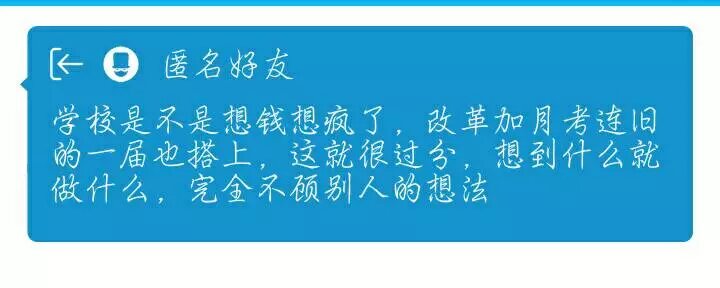 匿名好友
学校是不是想钱想疯了，改革加月考连旧
的一届也搭上，这就很过分，想到什么就
做什么，完全不顾别人的想法